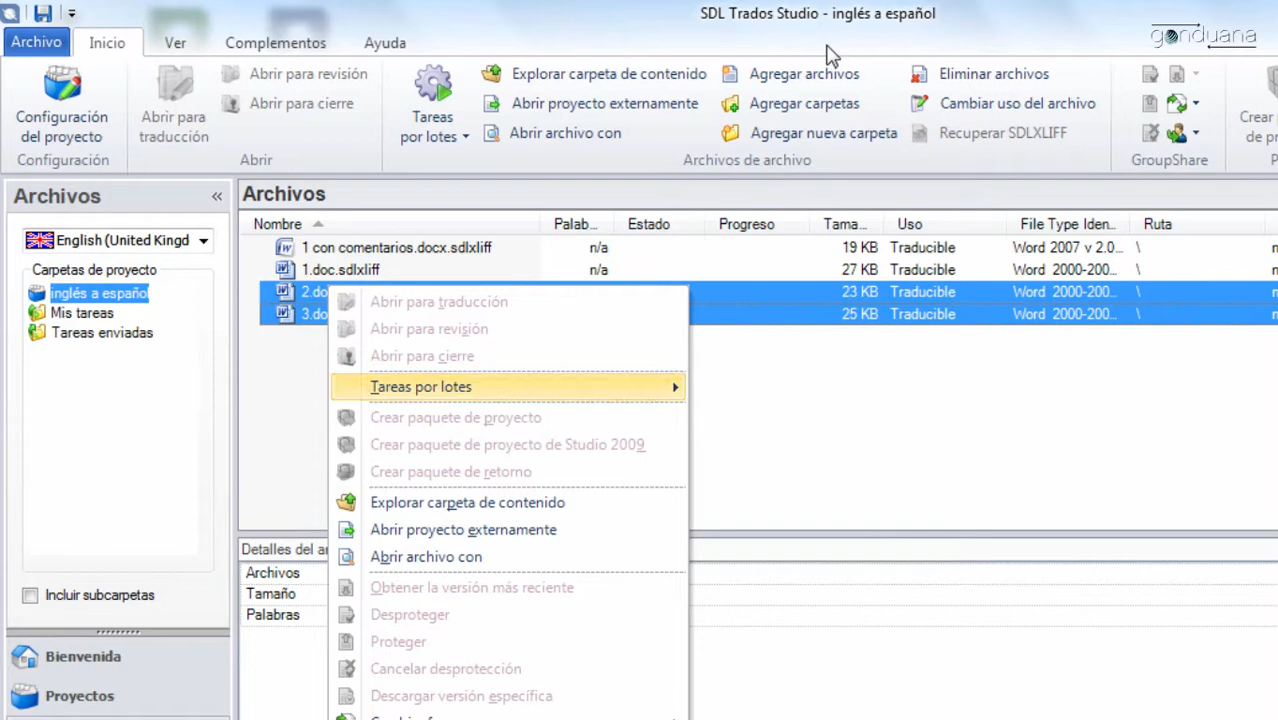 SDL Trados Studio - inglés a español
gonduana
Archivo Inicio Ver Complementos Ayuda
Configuración del proyecto
Abrir para traducción
Abrir para revisión
Abrir para cierre
Tareas por lotes
Explorar carpeta de contenido
Abrir proyecto externamente
Abrir archivo con
Agregar archivos
Agregar carpetas
Agregar nueva carpeta
Eliminar archivos
Cambiar uso del archivo
Recuperar SDLXLIFF
Crear
de p
Configuración Abrir Archivos de archivo GroupShare P
Archivos
English (United Kingd
Carpetas de proyecto
inglés a español
Mis tareas
Tareas enviadas
Incluir subcarpetas
Bienvenida
Proyectos
Archivos
Nombre Palab... Estado Progreso Tama... Uso File Type Iden... Ruta
1 con comentarios.docx.sdlxliff n/a 19 KB Traducible Word 2007 v 2.0... \
1.doc.sdlxliff n/a 27 KB Traducible Word 2000-200... \
2.do 23 KB Traducible Word 2000-200... \
3.do 25 KB Traducible Word 2000-200... \
Abrir para traducción
Abrir para revisión
Abrir para cierre
Tareas por lotes
Crear paquete de proyecto
Crear paquete de proyecto de Studio 2009
Crear paquete de retorno
Explorar carpeta de contenido
Abrir proyecto externamente
Abrir archivo con
Obtener la versión más reciente
Desproteger
Proteger
Cancelar desprotección
Descargar versión específica
Detalles del ar
Archivos
Tamaño
Palabras